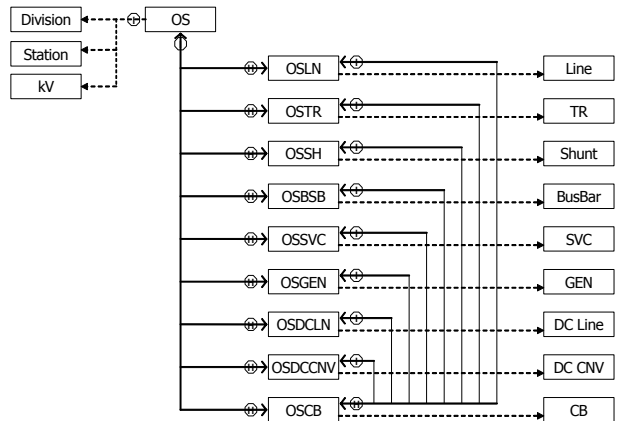 Division
OS
Station
kV
OSLN
Line
OSTR
TR
OSSH
Shunt
OSBSB
BusBar
OSSVC
SVC
OSGEN
GEN
OSDCLN
DC Line
OSDCCNV
DC CNV
OSCB
CB